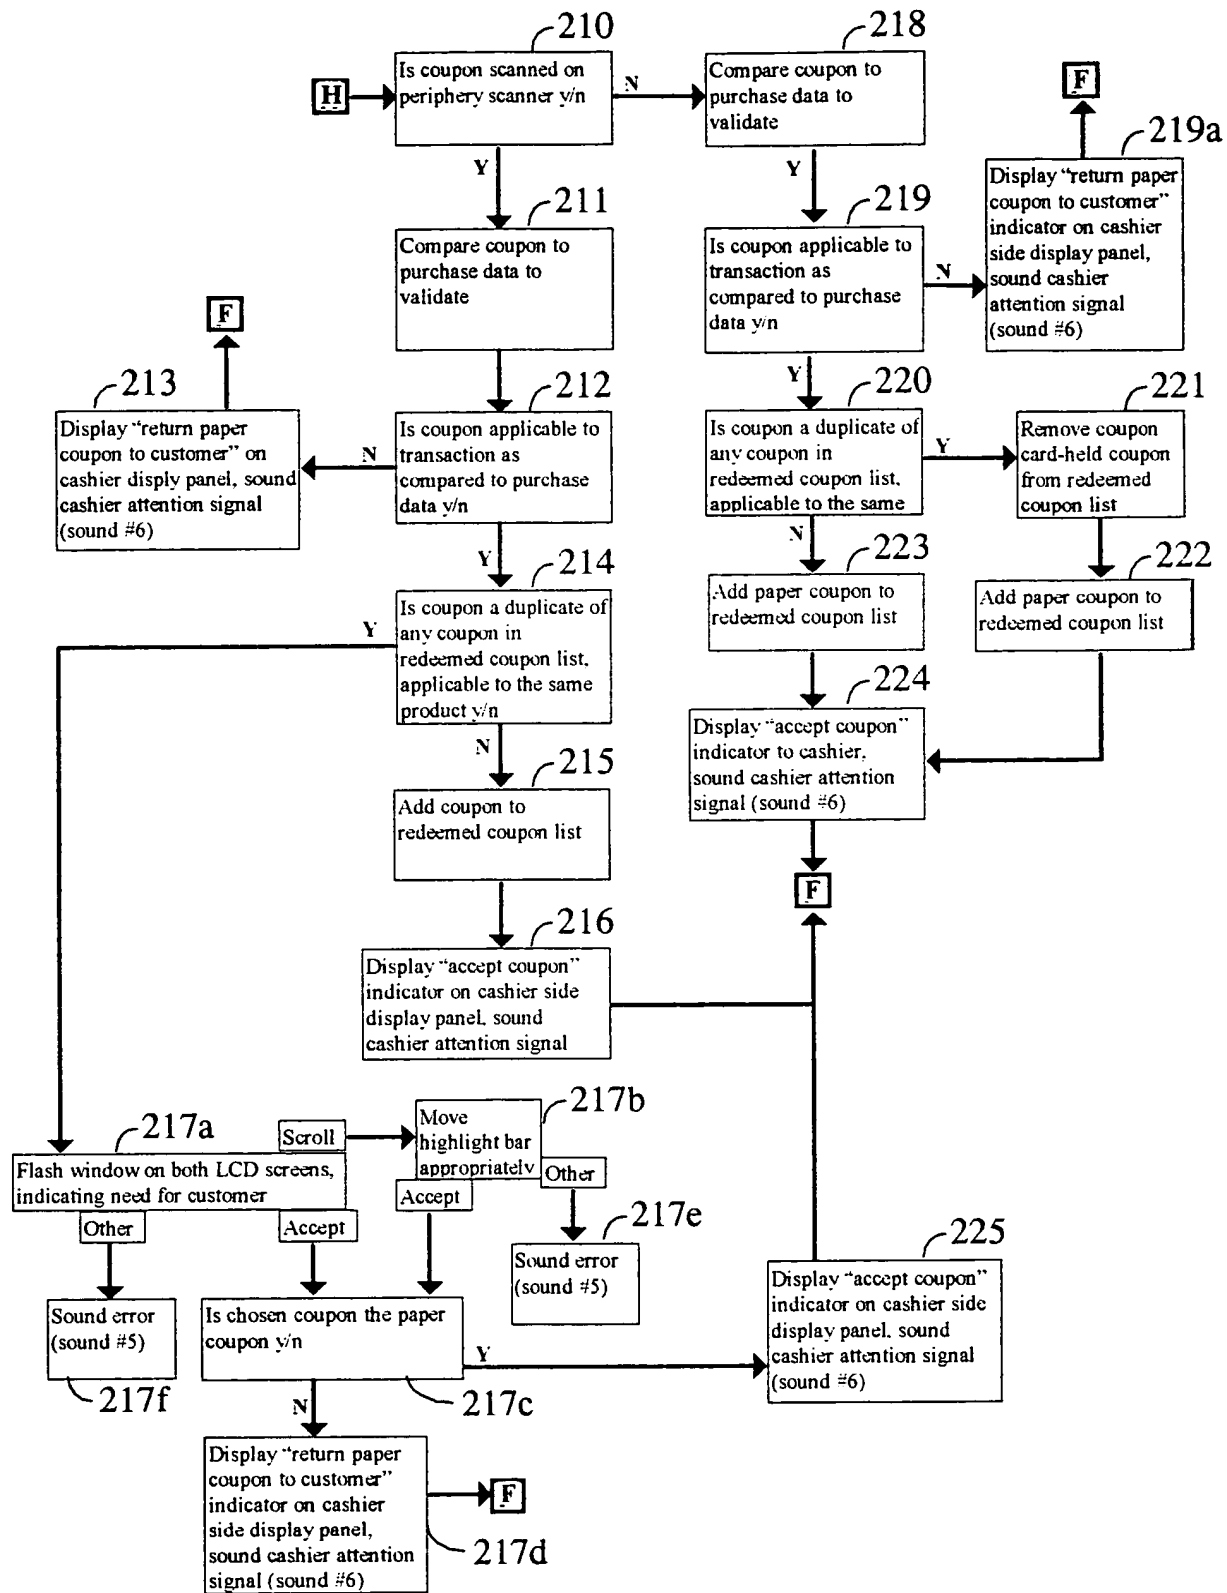 210
218
H
Is coupon scanned on
periphery scanner y/n
N
Compare coupon to
purchase data to
validate
F
219a
Y
Y
Display "return paper
coupon to customer"
indicator on cashier
side display panel,
sound cashier
attention signal
(sound #6)
211
Compare coupon to
purchase data to
validate
219
Is coupon applicable to
transaction as
compared to purchase
data y/n
N
F
Y
213
Display "return paper
coupon to customer" on
cashier disply panel, sound
cashier attention signal
(sound #6)
N
212
Is coupon applicable to
transaction as
compared to purchase
data y/n
220
Is coupon a duplicate of
any coupon in
redeemed coupon list,
applicable to the same
Y
221
Remove coupon
card-held coupon
from redeemed
coupon list
Y
N
214
Is coupon a duplicate of
any coupon in
redeemed coupon list,
applicable to the same
product y/n
Y
223
Add paper coupon to
redeemed coupon list
222
Add paper coupon to
redeemed coupon list
N
224
Display "accept coupon"
indicator to cashier,
sound cashier attention
signal (sound #6)
215
Add coupon to
redeemed coupon list
F
216
Display "accept coupon"
indicator on cashier side
display panel, sound
cashier attention signal
217a
Scroll
Flash window on both LCD screens,
indicating need for customer
Other
Accept
217b
Move
highlight bar
appropriately
Other
Accept
217e
Sound error
(sound #5)
225
Display "accept coupon"
indicator on cashier side
display panel, sound
cashier attention signal
(sound #6)
Sound error
(sound #5)
217f
Is chosen coupon the paper
coupon y/n
Y
217c
N
Display "return paper
coupon to customer"
indicator on cashier
side display panel,
sound cashier attention
signal (sound #6)
F
217d